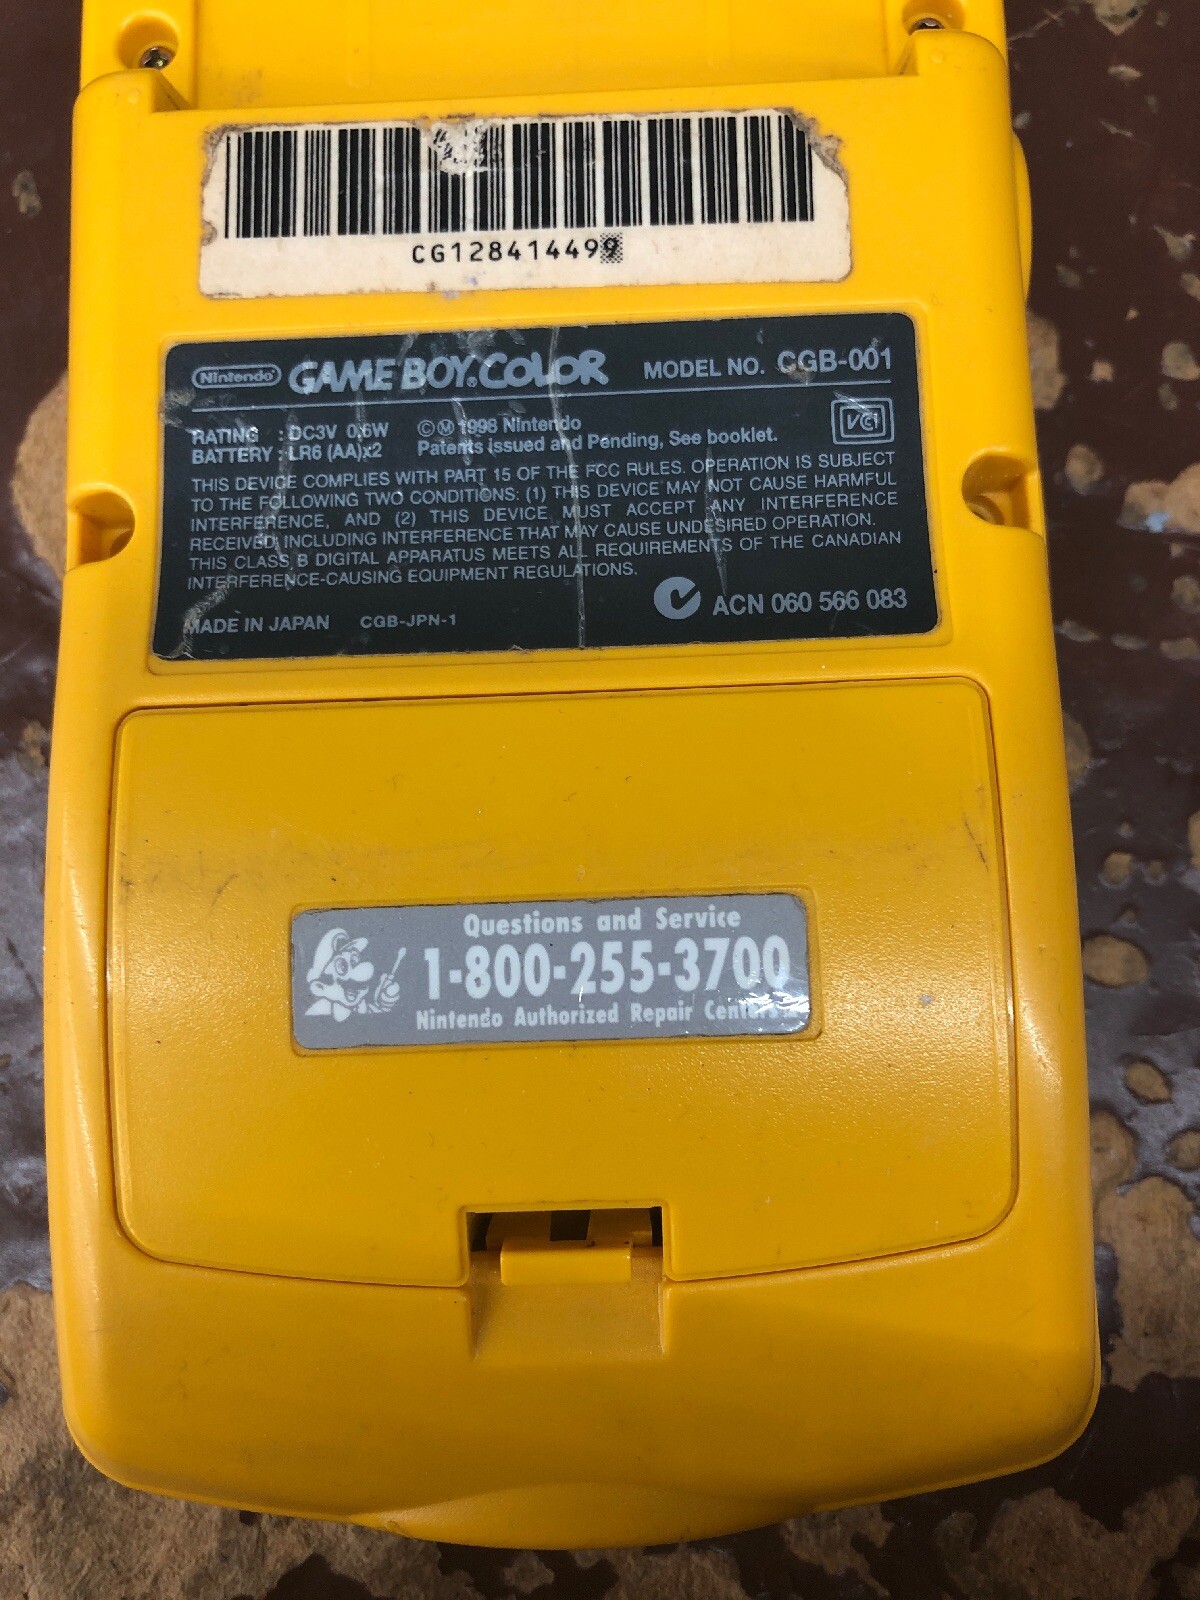 CG128414499
Nintendo GAME BOY COLOR MODEL NO. CGB-001
RATING : DC3V 0.6W ©Ⓜ 1998 Nintendo
BATTERY : LR6 (AA)x2 Patents issued and Pending, See booklet.
VCI
THIS DEVICE COMPLIES WITH PART 15 OF THE FCC RULES. OPERATION IS SUBJECT
TO THE FOLLOWING TWO CONDITIONS: (1) THIS DEVICE MAY NOT CAUSE HARMFUL
INTERFERENCE, AND (2) THIS DEVICE MUST ACCEPT ANY INTERFERENCE
RECEIVED INCLUDING INTERFERENCE THAT MAY CAUSE UNDESIRED OPERATION.
THIS CLASS B DIGITAL APPARATUS MEETS ALL REQUIREMENTS OF THE CANADIAN
INTERFERENCE-CAUSING EQUIPMENT REGULATIONS.
MADE IN JAPAN CGB-JPN-1 ACN 060 566 083
Questions and Service
1-800-255-3700
Nintendo Authorized Repair Centers